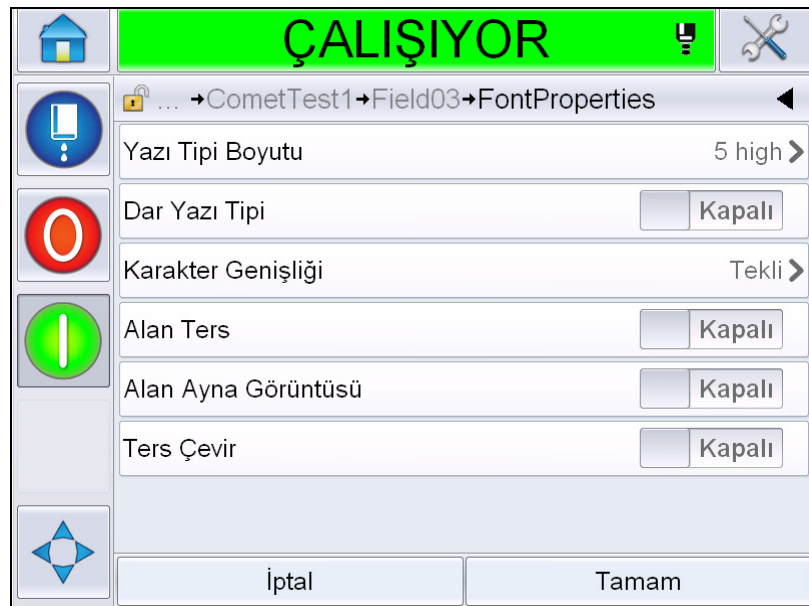 ÇALIŞIYOR
... →CometTest1→Field03→FontProperties
Yazı Tipi Boyutu 5 high
Dar Yazı Tipi Kapalı
Karakter Genişliği Tekli
Alan Ters Kapalı
Alan Ayna Görüntüsü Kapalı
Ters Çevir Kapalı
İptal Tamam